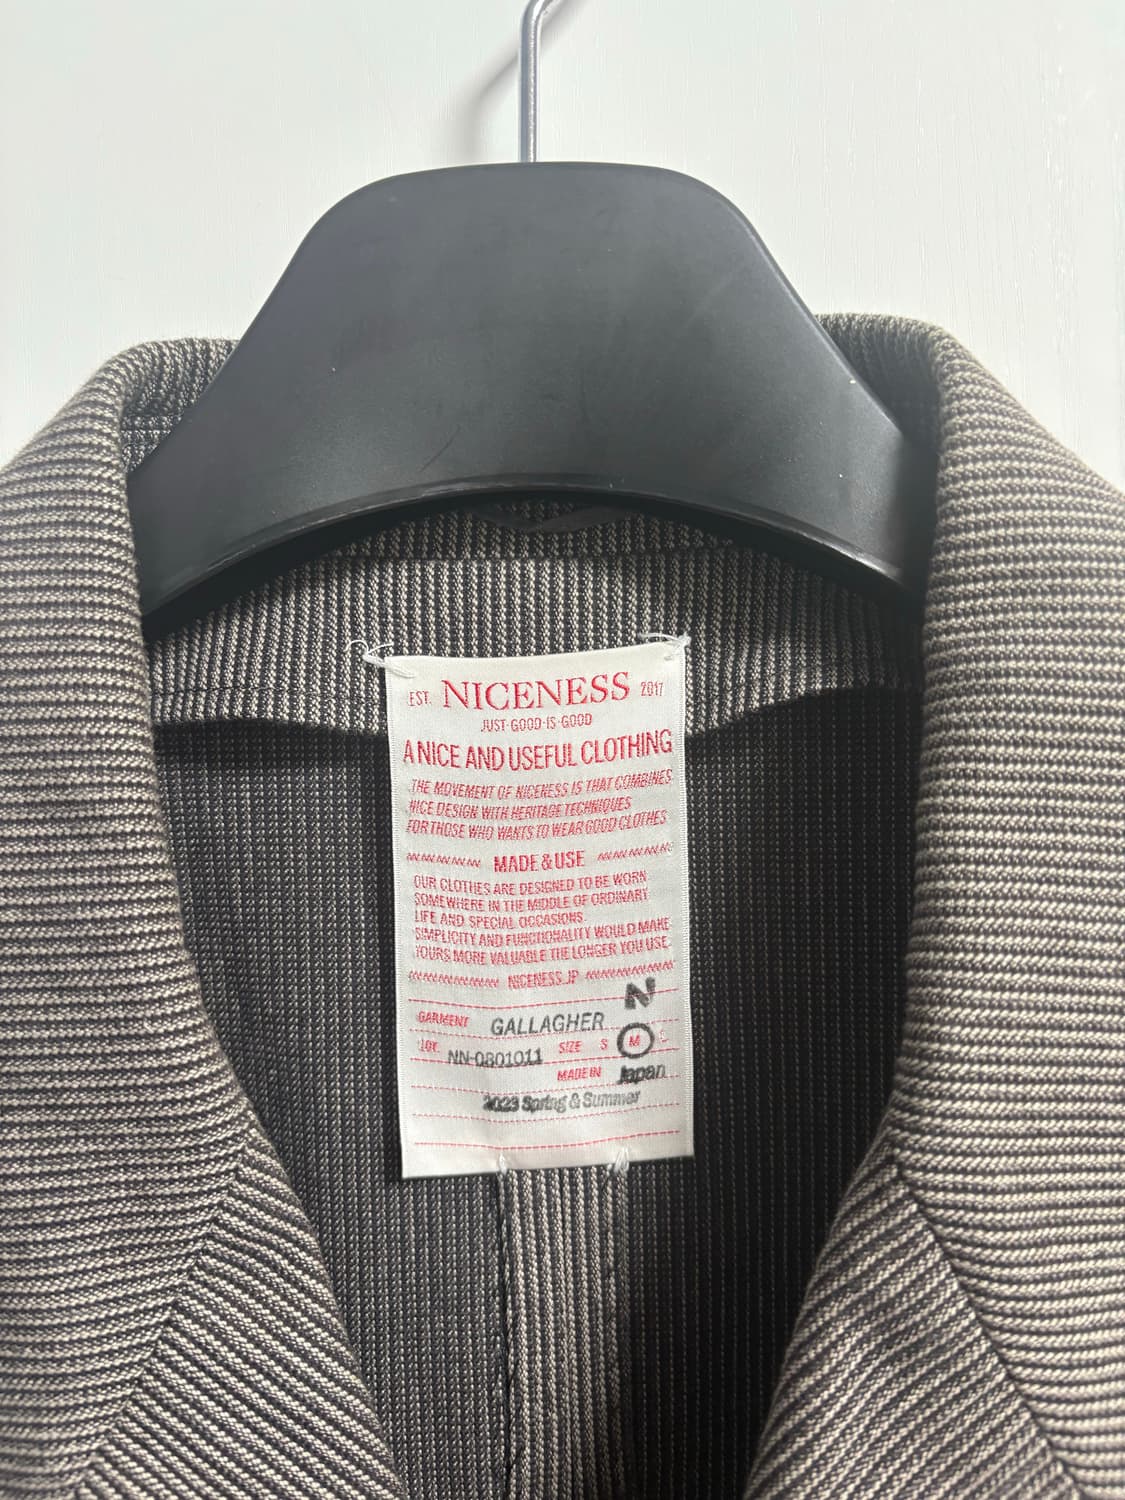 EST. NICENESS 2017
JUST·GOOD·IS·GOOD
A NICE AND USEFUL CLOTHING
THE MOVEMENT OF NICENESS IS THAT COMBINES
NICE DESIGN WITH HERITAGE TECHNIQUES
FOR THOSE WHO WANTS TO WEAR GOOD CLOTHES
MADE & USE
OUR CLOTHES ARE DESIGNED TO BE WORN
SOMEWHERE IN THE MIDDLE OF ORDINARY
LIFE AND SPECIAL OCCASIONS.
SIMPLICITY AND FUNCTIONALITY WOULD MAKE
YOURS MORE VALUABLE THE LONGER YOU USE.
NICENESS.JP
N
GARMENT GALLAGHER
LOT. NN-0801011 SIZE S M L
MADE IN Japan
2023 Spring & Summer